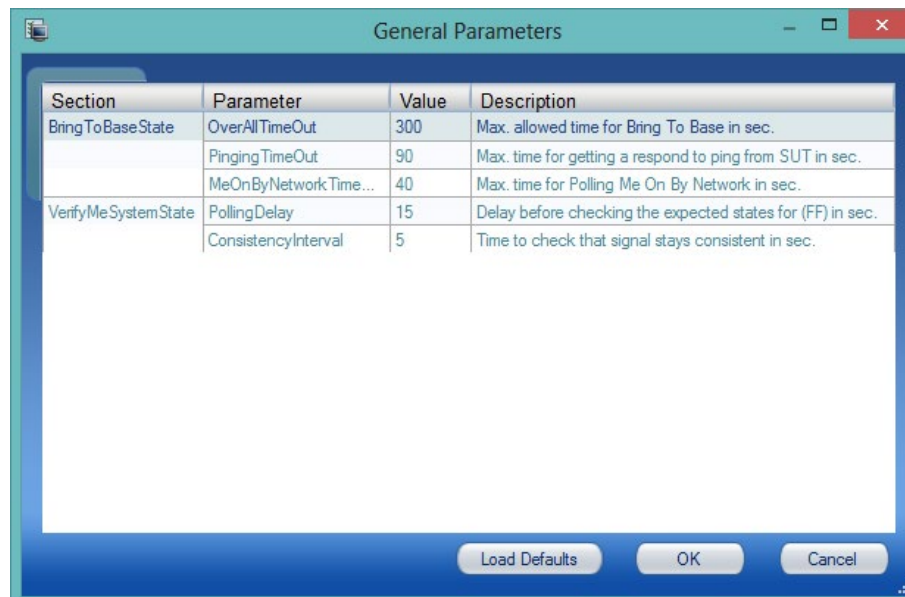 General Parameters
Section Parameter Value Description
BringToBaseState OverAllTimeOut 300 Max. allowed time for Bring To Base in sec.
PingingTimeOut 90 Max. time for getting a respond to ping from SUT in sec.
MeOnByNetworkTime... 40 Max. time for Polling Me On By Network in sec.
VerifyMeSystemState PollingDelay 15 Delay before checking the expected states for (FF) in sec.
ConsistencyInterval 5 Time to check that signal stays consistent in sec.
Load Defaults OK Cancel